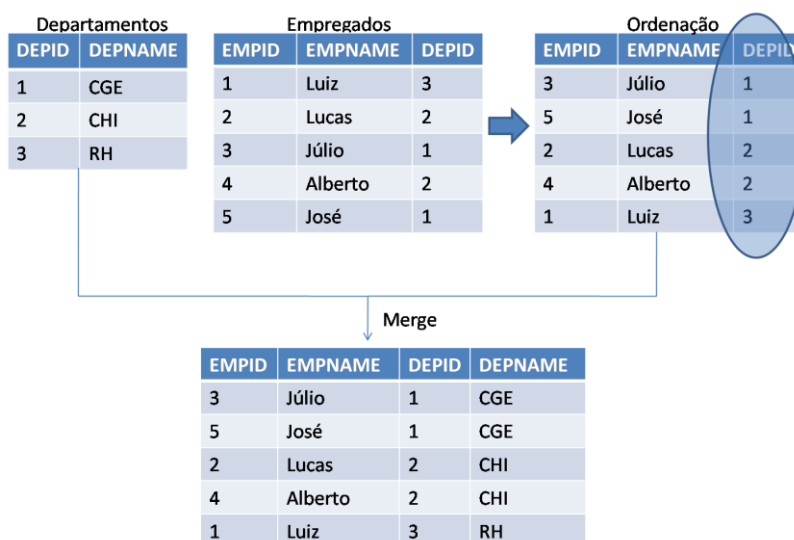 Departamentos
DEPID DEPNAME
1 CGE
2 CHI
3 RH
Empregados
EMPID EMPNAME DEPID
1 Luiz 3
2 Lucas 2
3 Júlio 1
4 Alberto 2
5 José 1
Ordenação
EMPID EMPNAME DEPID
3 Júlio 1
5 José 1
2 Lucas 2
4 Alberto 2
1 Luiz 3
Merge
EMPID EMPNAME DEPID DEPNAME
3 Júlio 1 CGE
5 José 1 CGE
2 Lucas 2 CHI
4 Alberto 2 CHI
1 Luiz 3 RH